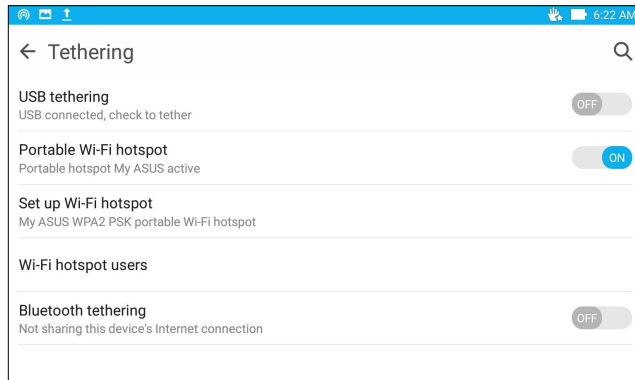 6:22 AM
Tethering
USB tethering
OFF
USB connected, check to tether
Portable Wi-Fi hotspot
ON
Portable hotspot My ASUS active
Set up Wi-Fi hotspot
My ASUS WPA2 PSK portable Wi-Fi hotspot
Wi-Fi hotspot users
Bluetooth tethering
OFF
Not sharing this device's Internet connection